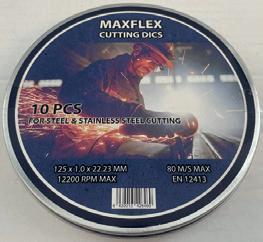 MAXFLEX
CUTTING DICS
10 PCS
FOR STEEL & STAINLESS STEEL CUTTING
125 x 1.0 x 22.23 MM
80 M/S MAX
12200 RPM MAX
EN 12413